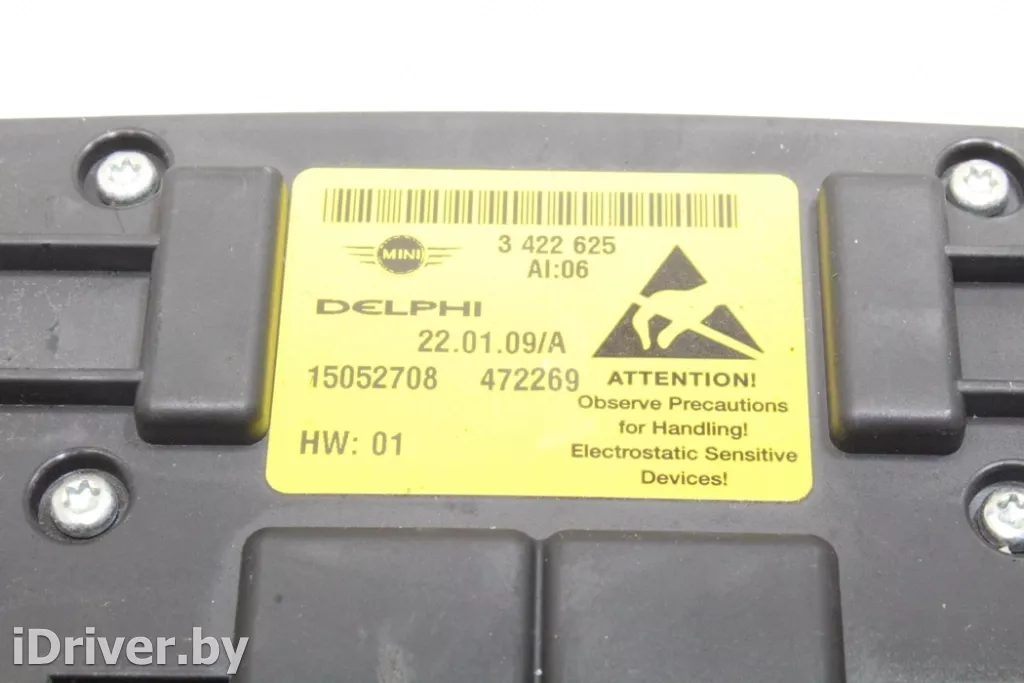 3 422 625
MINI
AI:06
DELPHI
22.01.09/A
15052708 472269
HW: 01
ATTENTION!
Observe Precautions
for Handling!
Electrostatic Sensitive
Devices!
iDriver.by